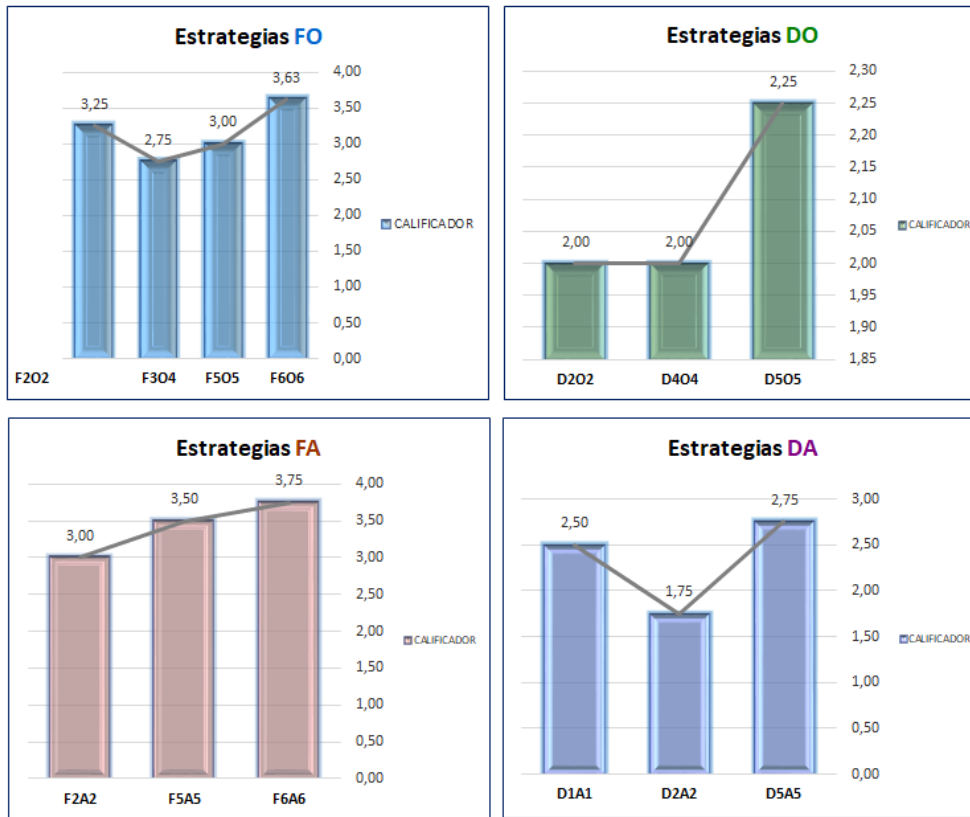 Estrategias FO
4,00
3,50
3,00
2,50
2,00
1,50
1,00
0,50
0,00
3,25
2,75
3,00
3,63
F2O2
F3O4
F5O5
F6O6
CALIFICADOR
Estrategias DO
2,30
2,25
2,20
2,15
2,10
2,05
2,00
1,95
1,90
1,85
2,00
2,00
2,25
D2O2
D4O4
D5O5
CALIFICADOR
Estrategias FA
4,00
3,50
3,00
2,50
2,00
1,50
1,00
0,50
0,00
3,00
3,50
3,75
F2A2
F5A5
F6A6
CALIFICADOR
Estrategias DA
3,00
2,50
2,00
1,50
1,00
0,50
0,00
2,50
1,75
2,75
D1A1
D2A2
D5A5
CALIFICADOR